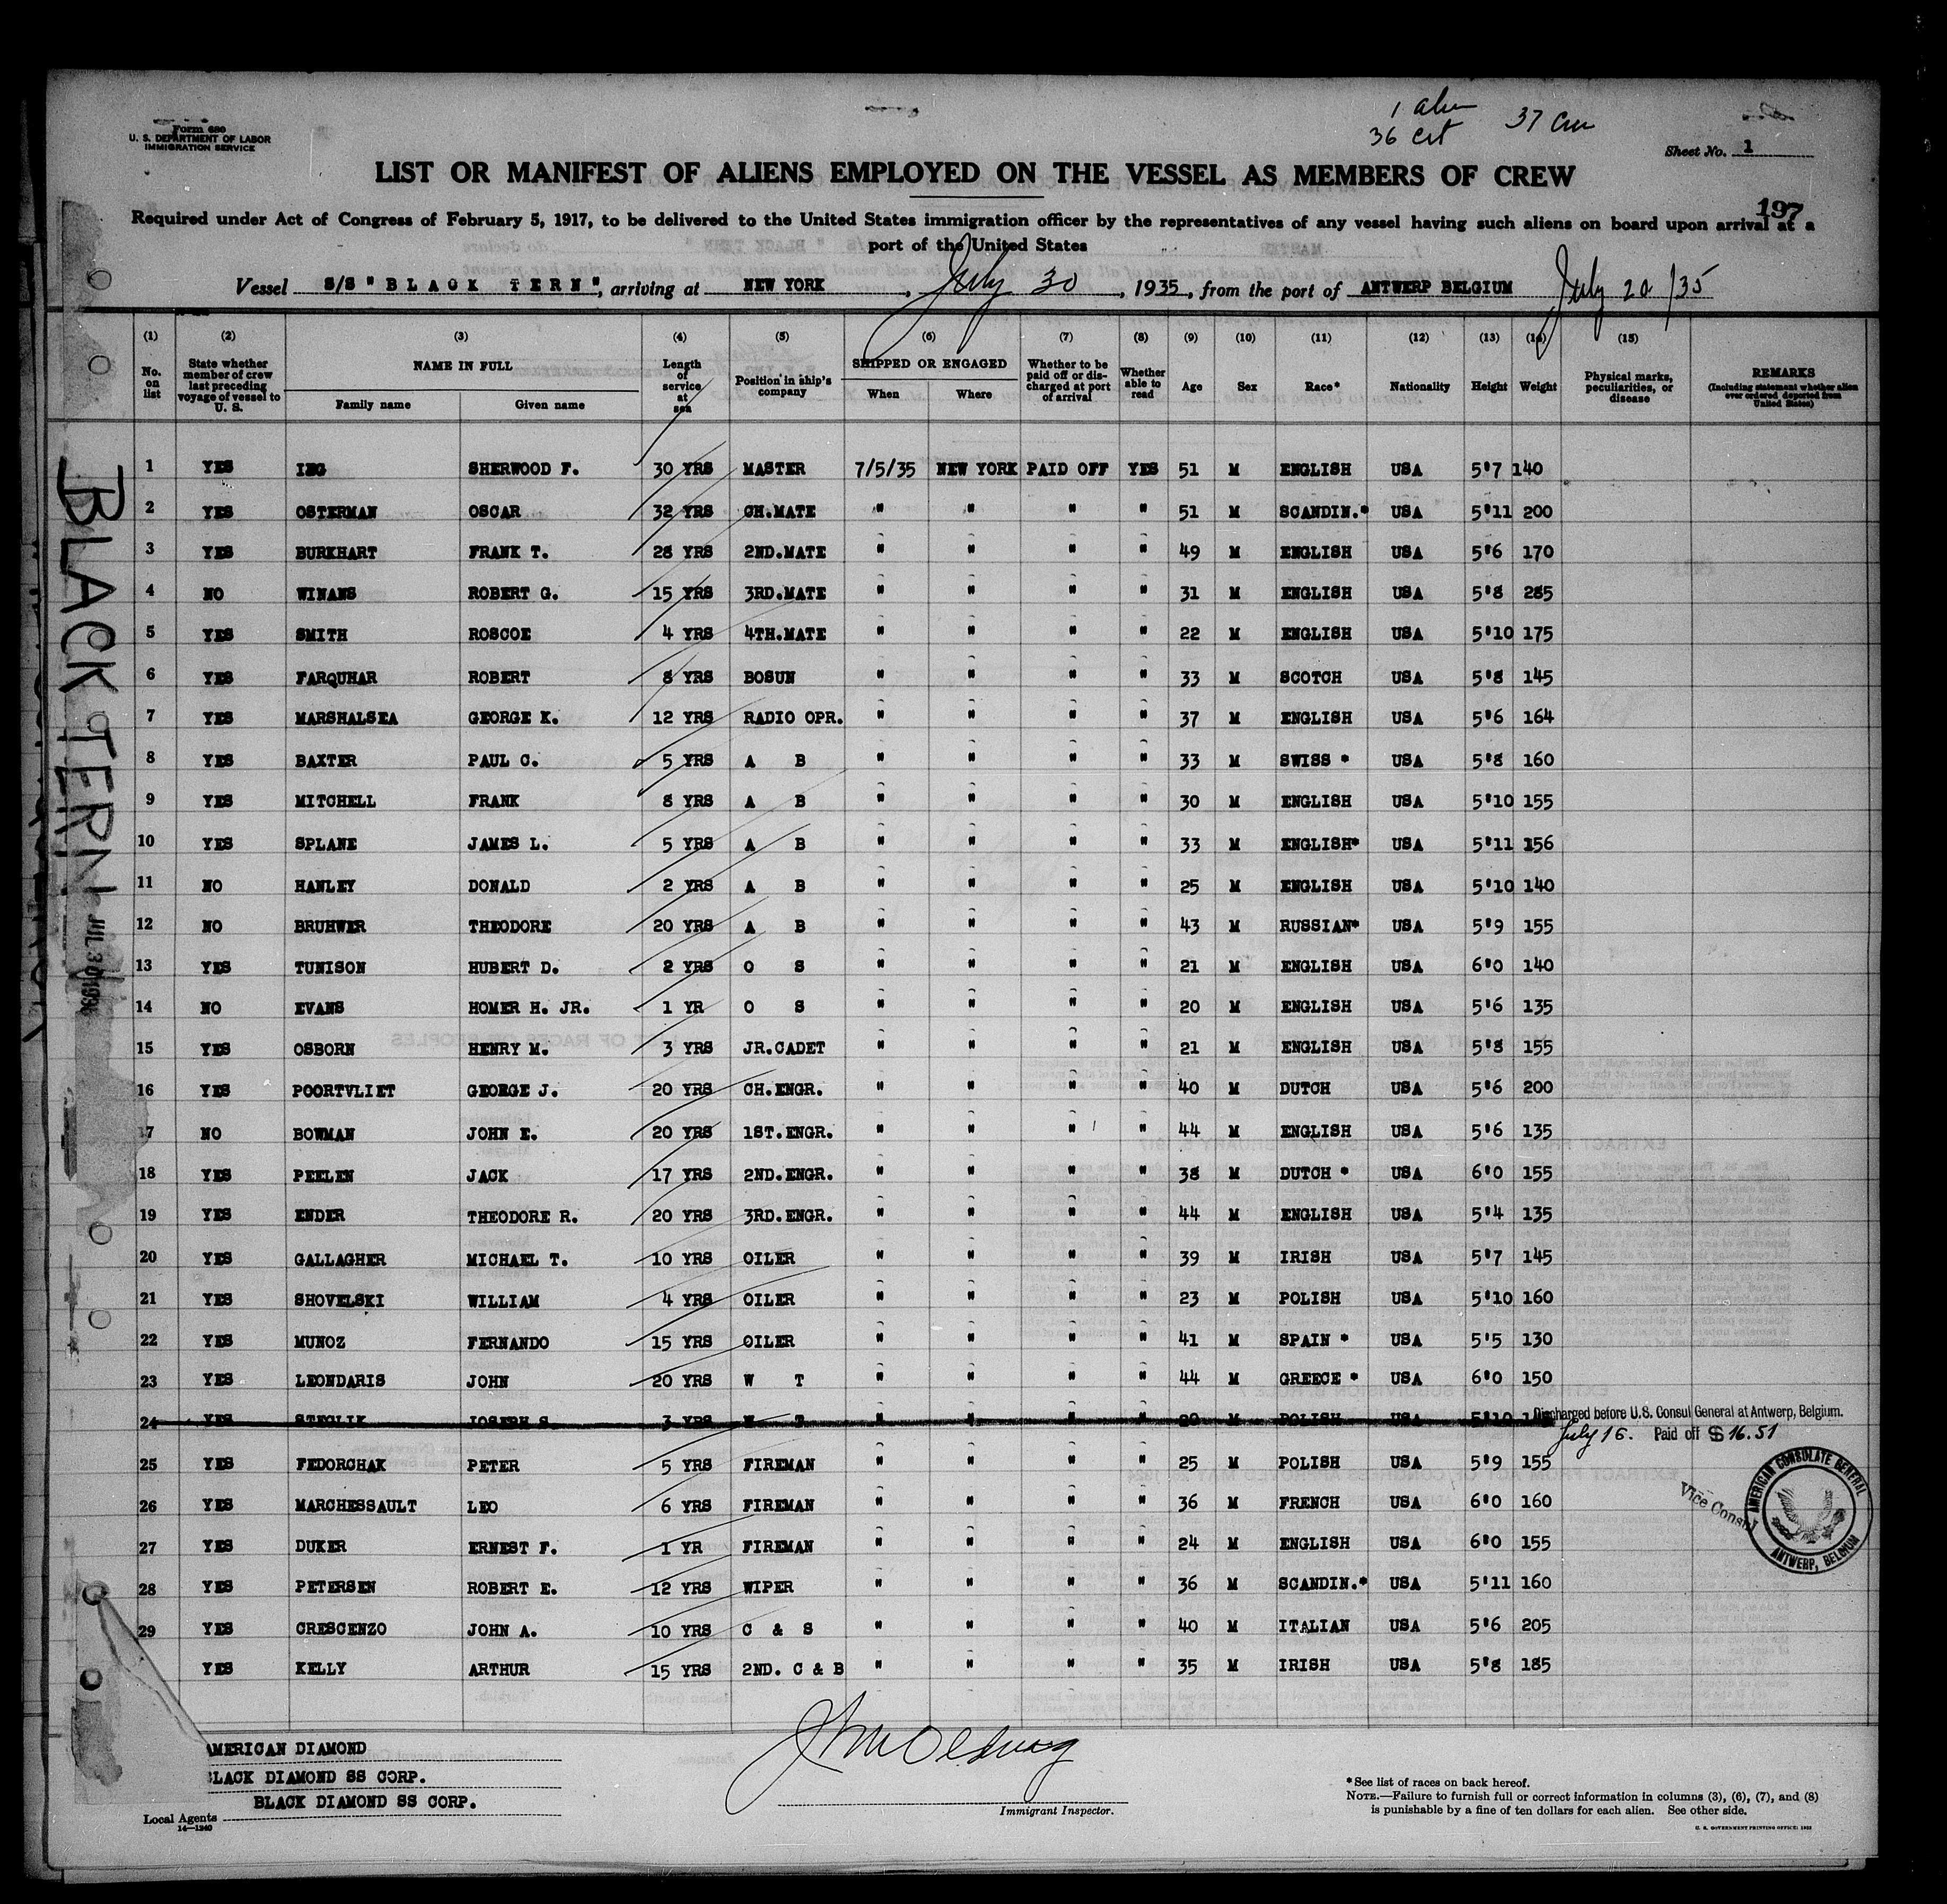 1 alien
36 cit 37 crew
Form 680
U. S. DEPARTMENT OF LABOR
IMMIGRATION SERVICE
Sheet No. 1
LIST OR MANIFEST OF ALIENS EMPLOYED ON THE VESSEL AS MEMBERS OF CREW
197
Required under Act of Congress of February 5, 1917, to be delivered to the United States immigration officer by the representatives of any vessel having such aliens on board upon arrival at a
port of the United States
Vessel S/S " BLACK TERN", arriving at NEW YORK, July 30, 1935, from the port of ANTWERP BELGIUM July 20/35
(1) (2) (3) (4) (5) (6) (7) (8) (9) (10) (11) (12) (13) (14) (15)
No. on list State whether member of crew last preceding voyage of vessel to U. S. NAME IN FULL Family name Given name Length of service at sea Position in ship's company SHIPPED OR ENGAGED When Where Whether to be paid off or discharged at port of arrival Whether able to read Age Sex Race* Nationality Height Weight Physical marks, peculiarities, or disease REMARKS (Including statement whether alien ever ordered deported from United States)
1 YES ING SHERWOOD F. 30 YRS MASTER 7/5/35 NEW YORK PAID OFF YES 51 M ENGLISH USA 5'7 140
2 YES OSTERMAN OSCAR 32 YRS CH.MATE " " " " 51 M SCANDIN.* USA 5'11 200
3 YES BURKHART FRANK T. 28 YRS 2ND.MATE " " " " 49 M ENGLISH USA 5'6 170
4 NO WINANS ROBERT G. 15 YRS 3RD.MATE " " " " 31 M ENGLISH USA 5'8 285
5 YES SMITH ROSCOE 4 YRS 4TH.MATE " " " " 22 M ENGLISH USA 5'10 175
6 YES FARQUHAR ROBERT 8 YRS BOSUN " " " " 33 M SCOTCH USA 5'8 145
7 YES MARSHALSEA GEORGE K. 12 YRS RADIO OPR. " " " " 37 M ENGLISH USA 5'6 164
8 YES BAXTER PAUL C. 5 YRS A B " " " " 33 M SWISS * USA 5'8 160
9 YES MITCHELL FRANK 8 YRS A B " " " " 30 M ENGLISH USA 5'10 155
10 YES SPLANE JAMES L. 5 YRS A B " " " " 33 M ENGLISH* USA 5'11 156
11 NO HANLEY DONALD 2 YRS A B " " " " 25 M ENGLISH USA 5'10 140
12 NO BRUHWER THEODORE 20 YRS A B " " " " 43 M RUSSIAN* USA 5'9 155
13 YES TUNISON HUBERT D. 2 YRS O S " " " " 21 M ENGLISH USA 6'0 140
14 NO EVANS HOMER H. JR. 1 YR O S " " " " 20 M ENGLISH USA 5'6 135
15 YES OSBORN HENRY M. 3 YRS JR.CADET " " " " 21 M ENGLISH USA 5'8 155
16 YES POORTVLIET GEORGE J. 20 YRS CH.ENGR. " " " " 40 M DUTCH USA 5'6 200
17 NO BOWMAN JOHN E. 20 YRS 1ST.ENGR. " " " " 44 M ENGLISH USA 5'6 135
18 YES PEELEN JACK 17 YRS 2ND.ENGR. " " " " 38 M DUTCH * USA 6'0 155
19 YES ENDER THEODORE R. 20 YRS 3RD.ENGR. " " " " 44 M ENGLISH USA 5'4 135
20 YES GALLAGHER MICHAEL T. 10 YRS OILER " " " " 39 M IRISH USA 5'7 145
21 YES SHOVELSKI WILLIAM 4 YRS OILER " " " " 23 M POLISH USA 5'10 160
22 YES MUNOZ FERNANDO 15 YRS OILER " " " " 41 M SPAIN * USA 5'5 130
23 YES LEONDARIS JOHN 20 YRS W T " " " " 44 M GREECE * USA 6'0 150
24 YES STEGLIK JOSEPH S 3 YRS W T " " " " M POLISH USA 5'10 Discharged before U.S. Consul General at Antwerp, Belgium.
July 16. Paid off $ 16.51
25 YES FEDORCHAK PETER 5 YRS FIREMAN " " " " 25 M POLISH USA 5'9 155
26 YES MARCHESSAULT LEO 6 YRS FIREMAN " " " " 36 M FRENCH USA 6'0 160
27 YES DUKER ERNEST F. 1 YR FIREMAN " " " " 24 M ENGLISH USA 6'0 155
28 YES PETERSEN ROBERT E. 12 YRS WIPER " " " " 36 M SCANDIN.* USA 5'11 160
29 YES CRESCENZO JOHN A. 10 YRS C & S " " " " 40 M ITALIAN USA 5'6 205
YES KELLY ARTHUR 15 YRS 2ND. C & B " " " " 35 M IRISH USA 5'8 185
Vice Consul
AMERICAN CONSULATE GENERAL
ANTWERP, BELGIUM
BLACK TERN JUL 30 1935
AMERICAN DIAMOND
BLACK DIAMOND SS CORP.
BLACK DIAMOND SS CORP.
Local Agents
14—1240
Immigrant Inspector.
*See list of races on back hereof.
NOTE.—Failure to furnish full or correct information in columns (3), (6), (7), and (8)
is punishable by a fine of ten dollars for each alien. See other side.
U. S. GOVERNMENT PRINTING OFFICE: 1932